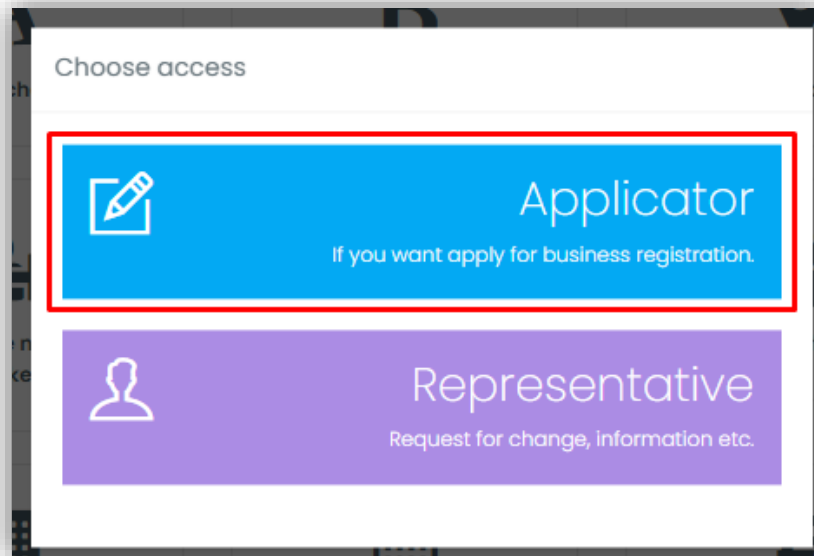 Choose access
Applicator
If you want apply for business registration.
Representative
Request for change, information etc.